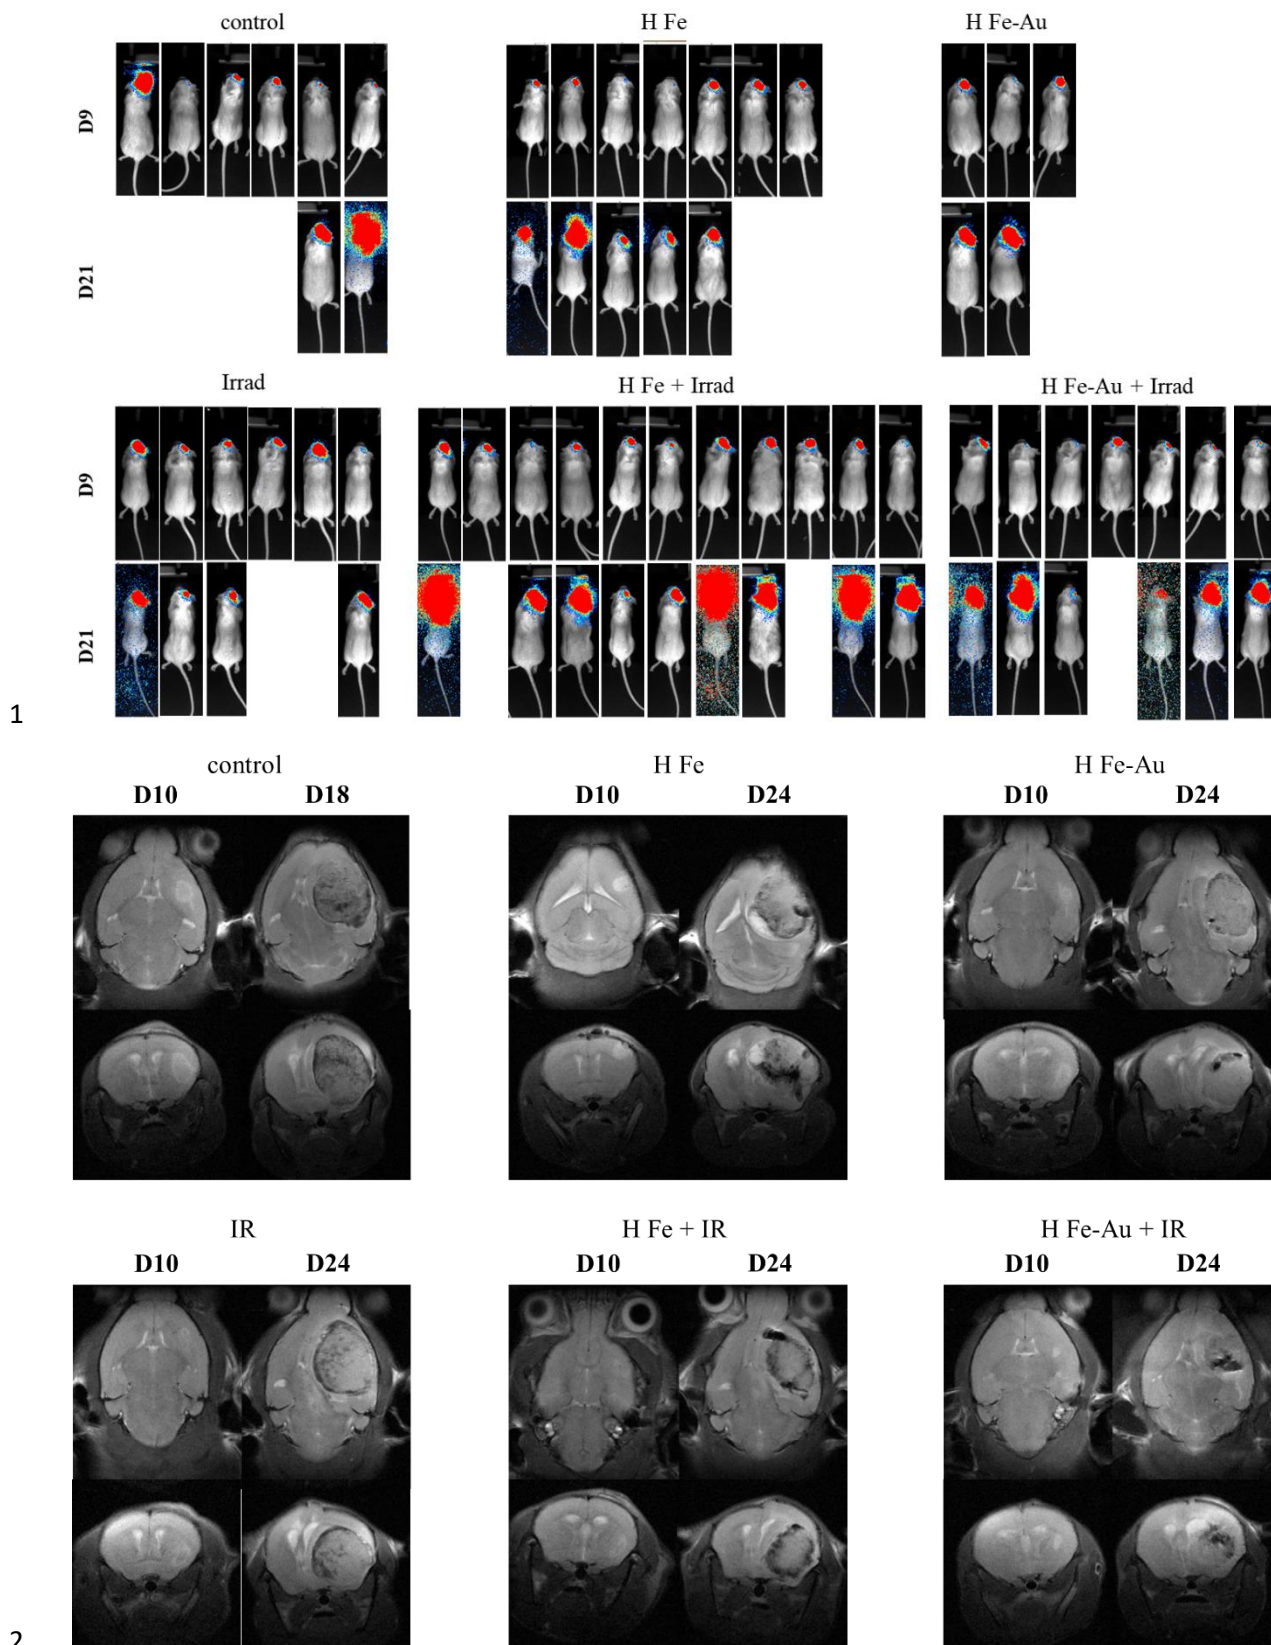 control H Fe H Fe-Au
D9
D21
Irrad H Fe + Irrad H Fe-Au + Irrad
D9
D21
1
control H Fe H Fe-Au
D10 D18 D10 D24 D10 D24
IR H Fe + IR H Fe-Au + IR
D10 D24 D10 D24 D10 D24
2